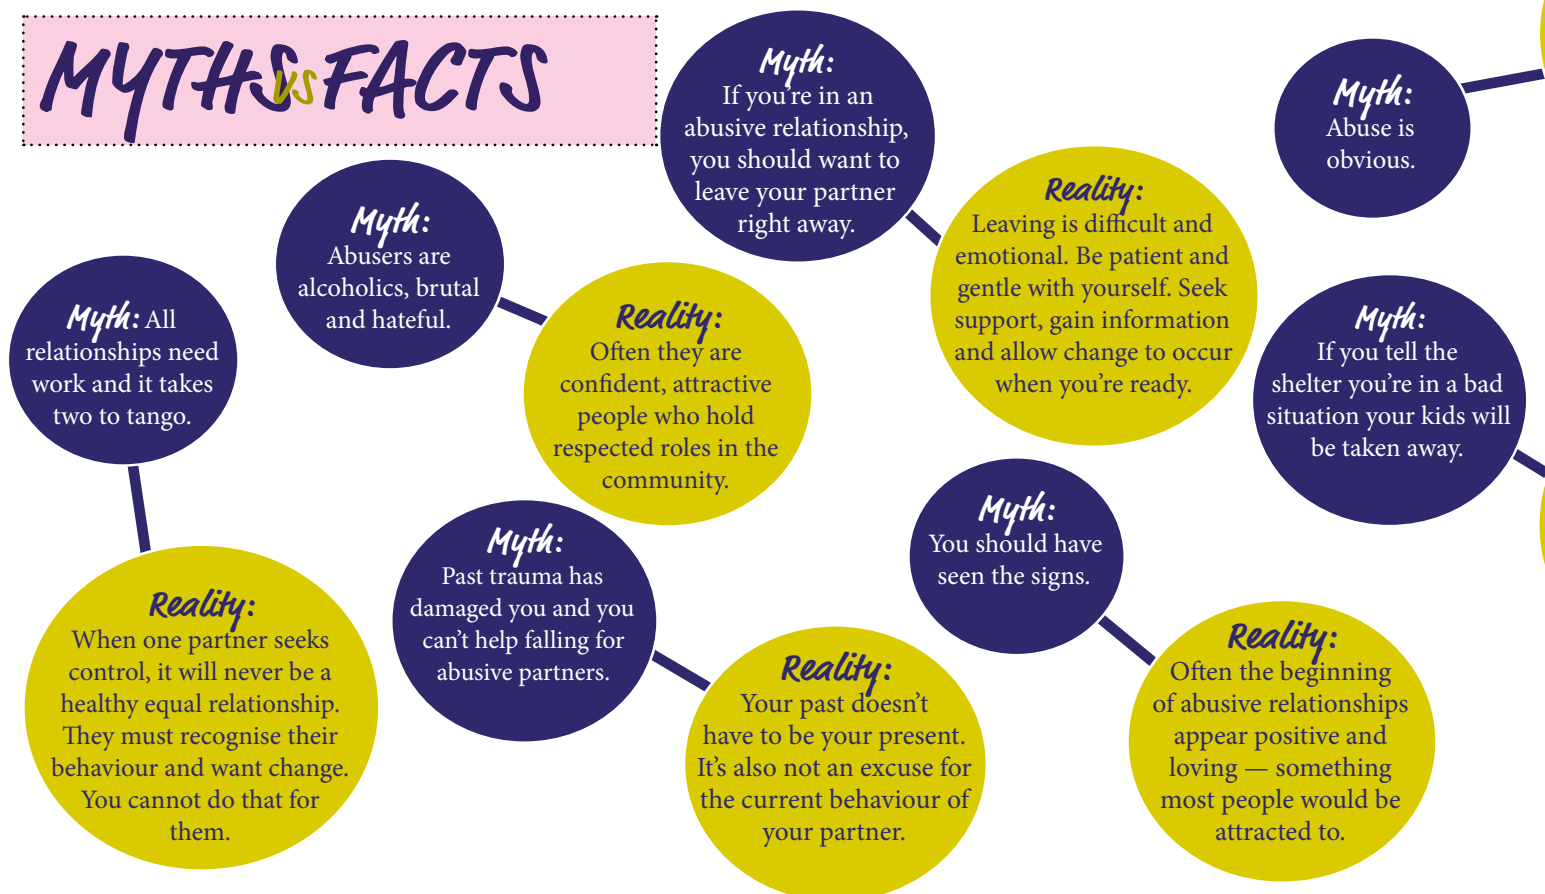 MYTHS vs FACTS
Myth:
If you're in an
abusive relationship,
you should want to
leave your partner
right away.
Reality:
Leaving is difficult and
emotional. Be patient and
gentle with yourself. Seek
support, gain information
and allow change to occur
when you’re ready.
Myth:
Abuse is
obvious.
Myth:
Abusers are
alcoholics, brutal
and hateful.
Reality:
Often they are
confident, attractive
people who hold
respected roles in the
community.
Myth: All
relationships need
work and it takes
two to tango.
Reality:
When one partner seeks
control, it will never be a
healthy equal relationship.
They must recognise their
behaviour and want change.
You cannot do that for
them.
Myth:
If you tell the
shelter you’re in a bad
situation your kids will
be taken away.
Myth:
Past trauma has
damaged you and you
can’t help falling for
abusive partners.
Reality:
Your past doesn’t
have to be your present.
It’s also not an excuse for
the current behaviour of
your partner.
Myth:
You should have
seen the signs.
Reality:
Often the beginning
of abusive relationships
appear positive and
loving — something
most people would be
attracted to.